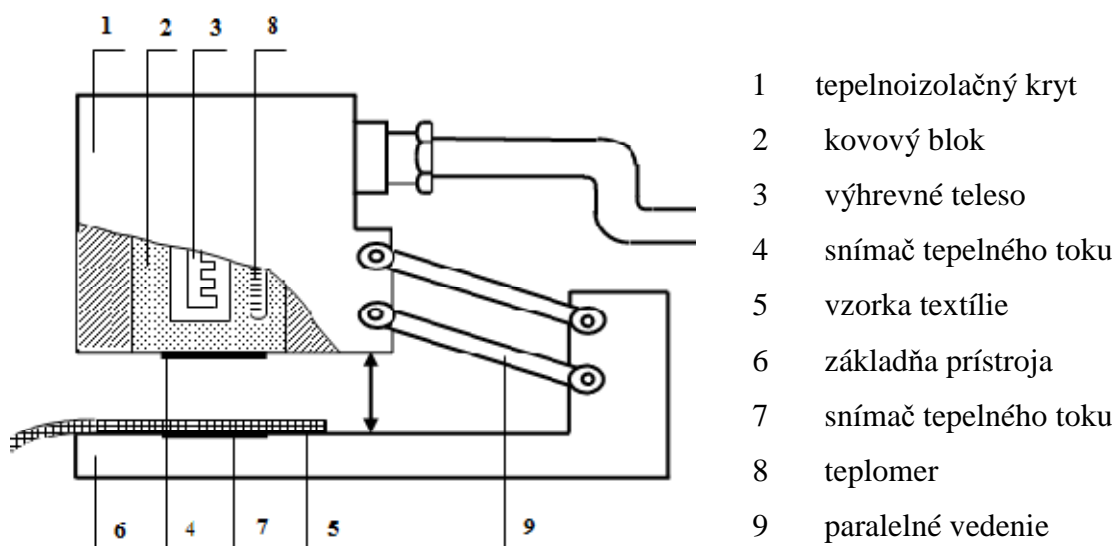 1 2 3 8
1 tepelnoizolačný kryt
2 kovový blok
3 výhrevné teleso
4 snímač tepelného toku
5 vzorka textílie
6 základňa prístroja
7 snímač tepelného toku
8 teplomer
9 paralelné vedenie
6 4 7 5 9